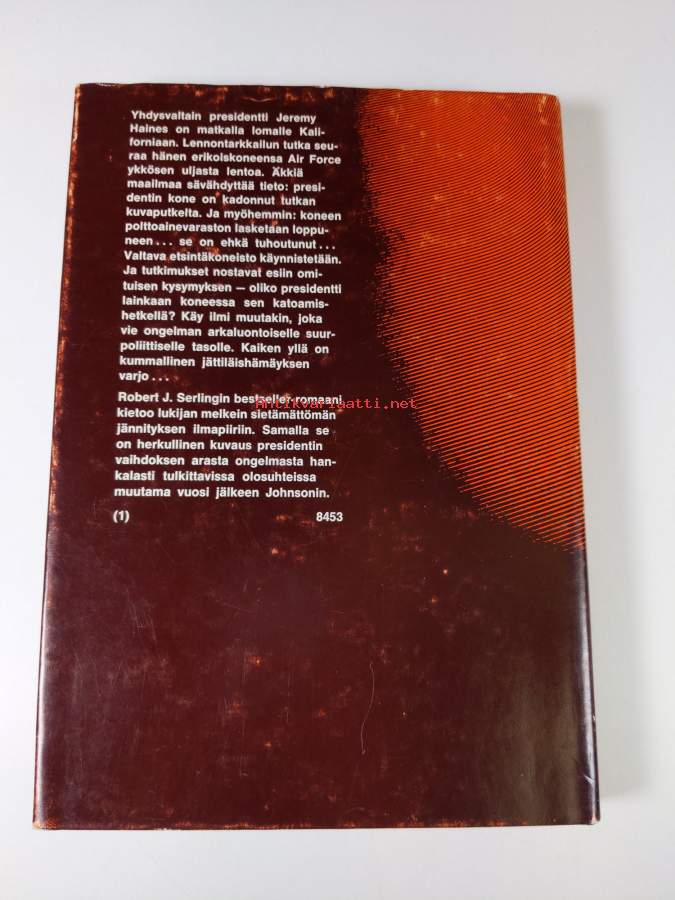 Yhdysvaltain presidentti Jeremy
Haines on matkalla lomalle Kali-
forniaan. Lennontarkkailun tutka seu-
raa hänen erikoiskoneensa Air Force
ykkösen uljasta lentoa. Äkkiä
maailmaa sävähdyttää tieto: presi-
dentin kone on kadonnut tutkan
kuvaputkelta. Ja myöhemmin: koneen
polttoainevaraston lasketaan loppu-
neen... se on ehkä tuhoutunut...
Valtava etsintäkoneisto käynnistetään.
Ja tutkimukset nostavat esiin omi-
tuisen kysymyksen — oliko presidentti
lainkaan koneessa sen katoamis-
hetkellä? Käy ilmi muutakin, joka
vie ongelman arkaluontoiselle suur-
poliittiselle tasolle. Kaiken yllä on
kummallinen jättiläishämäyksen
varjo...
Robert J. Serlingin bestseller-romaani
Antikvariaatti.net
kietoo lukijan melkein sietämättömän
jännityksen ilmapiiriin. Samalla se
on herkullinen kuvaus presidentin
vaihdoksen arasta ongelmasta han-
kalasti tulkittavissa olosuhteissa
muutama vuosi jälkeen Johnsonin.
(1) 8453